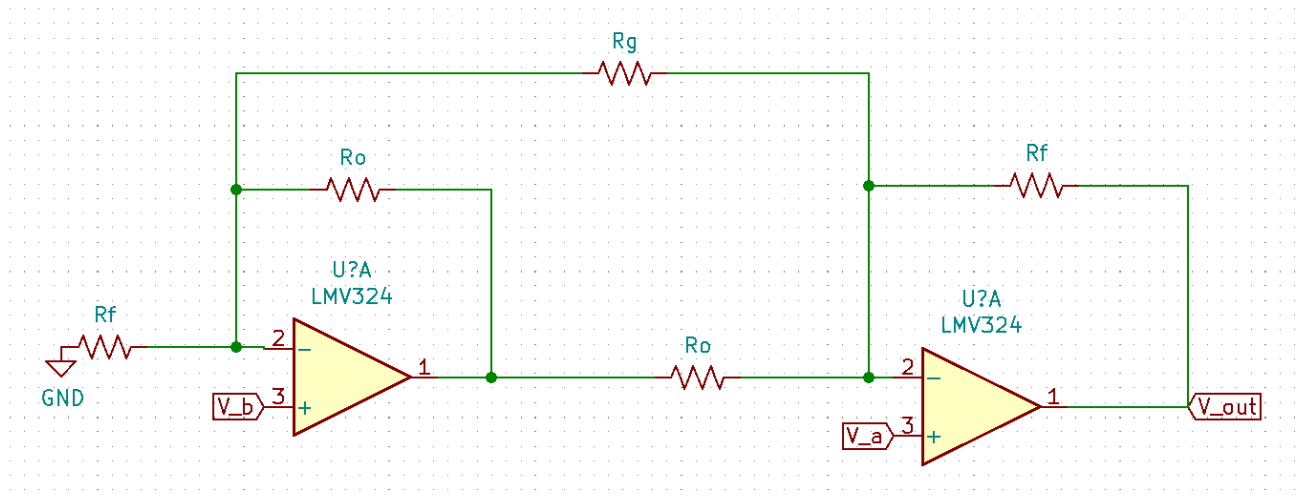 Rg
Ro
Rf
U?A
LMV324
U?A
LMV324
Rf
Ro
2
−
1
3
+
V_b
GND
2
−
1
3
+
V_a
V_out